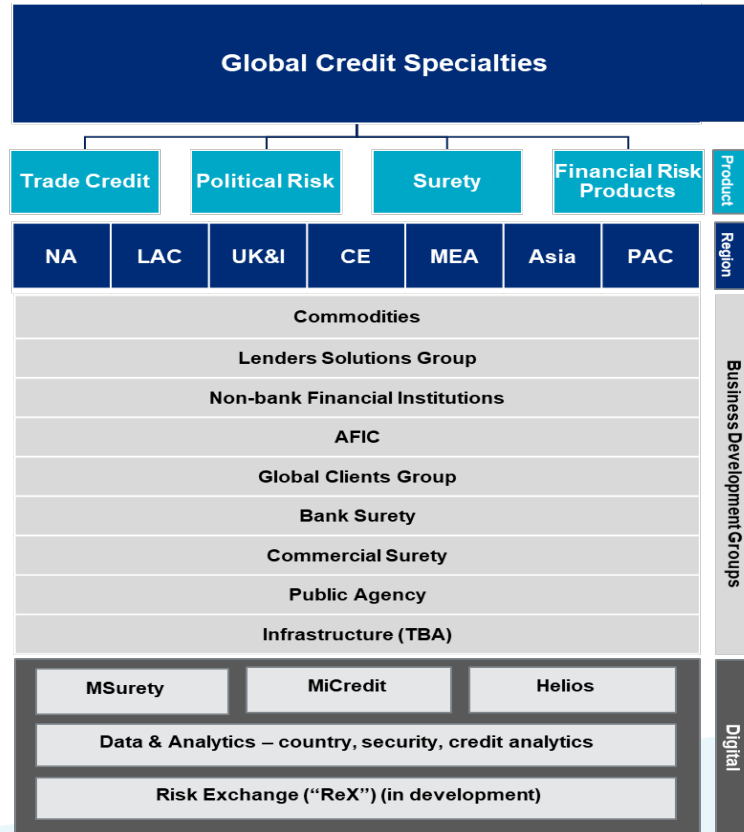 Global Credit Specialties
Trade Credit
Political Risk
Surety
Financial Risk
Products
Product
NA
LAC
UK&I
CE
MEA
Asia
PAC
Region
Commodities
Lenders Solutions Group
Non-bank Financial Institutions
AFIC
Global Clients Group
Bank Surety
Commercial Surety
Public Agency
Infrastructure (TBA)
Business Development Groups
MSurety
MiCredit
Helios
Data & Analytics – country, security, credit analytics
Risk Exchange (“ReX”) (in development)
Digital